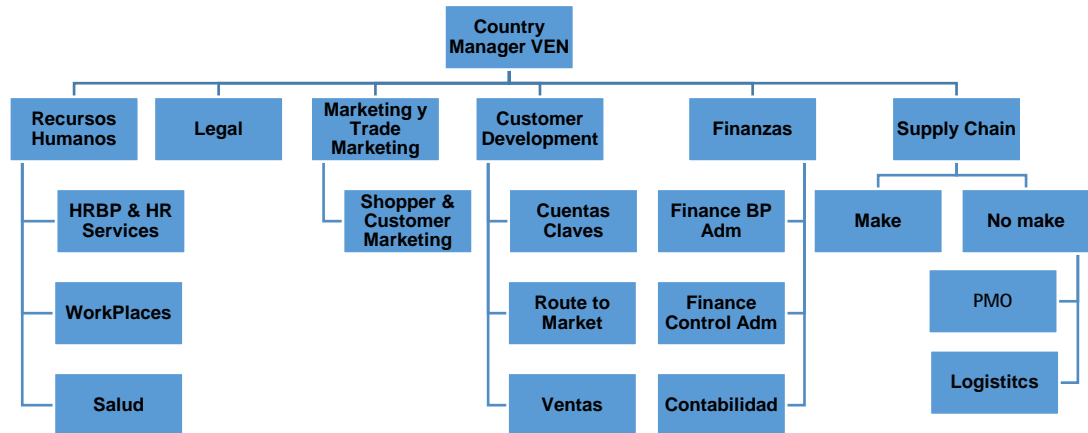 Country
Manager VEN
Recursos
Humanos
Legal
Marketing y
Trade
Marketing
Customer
Development
Finanzas
Supply Chain
HRBP & HR
Services
Shopper &
Customer
Marketing
Cuentas
Claves
Finance BP
Adm
Make
No make
WorkPlaces
Route to
Market
Finance
Control Adm
PMO
Salud
Ventas
Contabilidad
Logistitcs